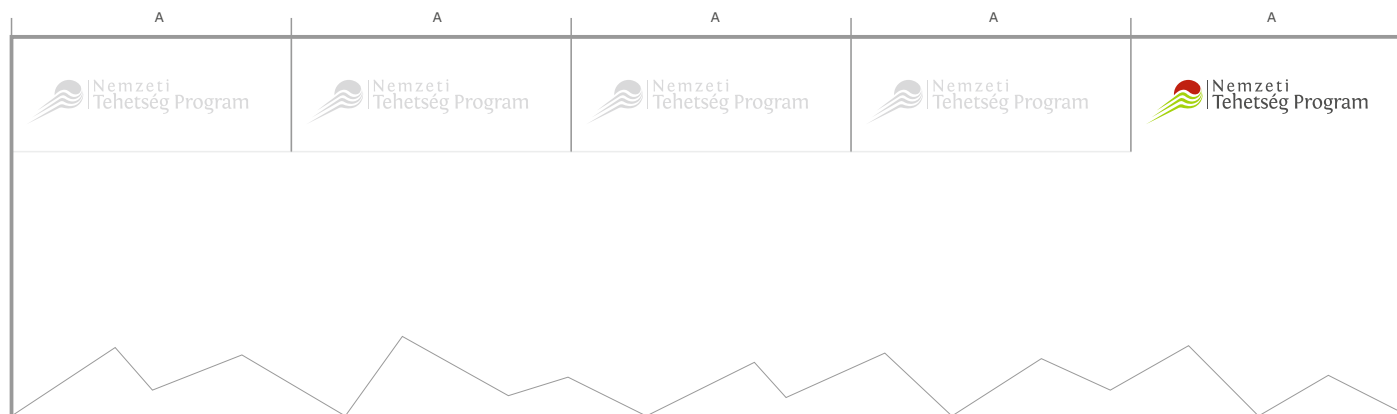 A A A A A
Nemzeti Nemzeti Nemzeti Nemzeti Nemzeti
Tehetség Program Tehetség Program Tehetség Program Tehetség Program Tehetség Program